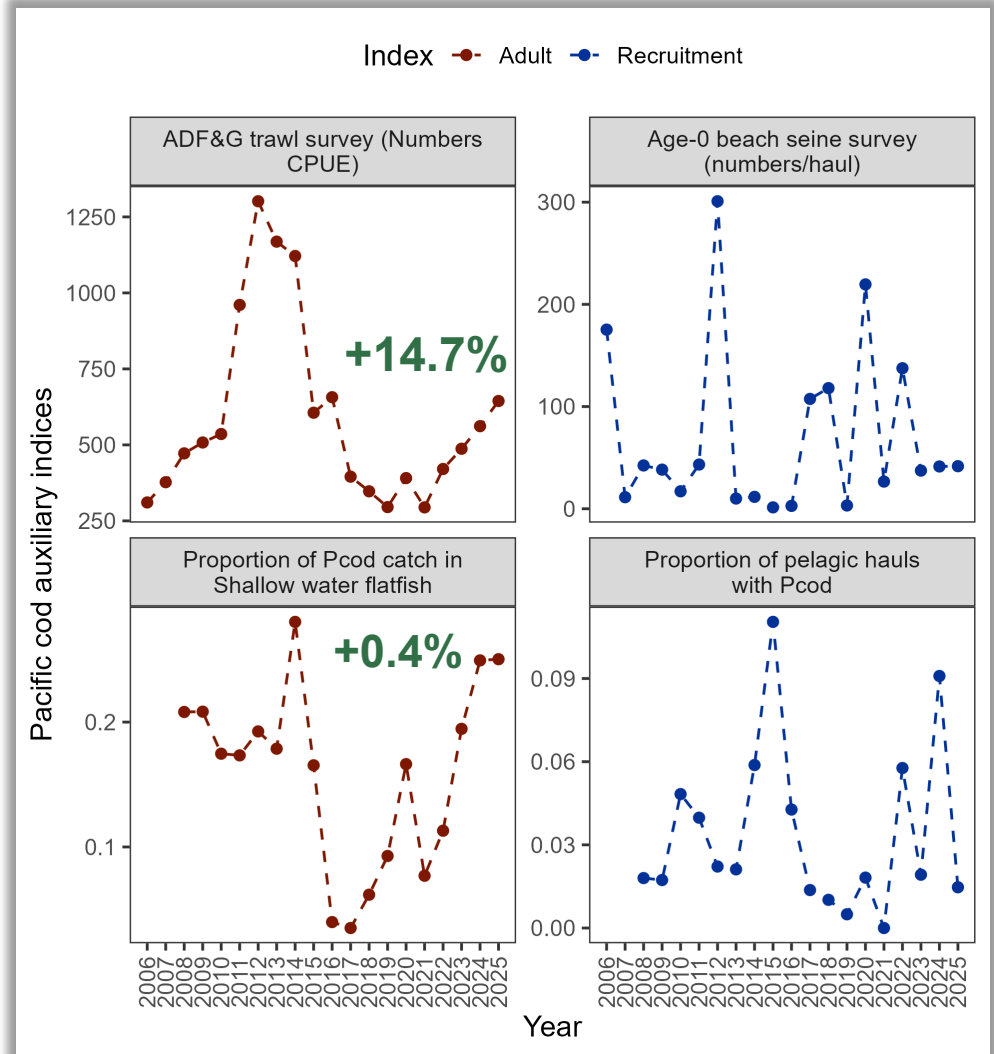 Index Adult Recruitment
ADF&G trawl survey (Numbers
CPUE)
Age-0 beach seine survey
(numbers/haul)
1250
1000
750
500
250
+14.7%
300
200
100
0
Pacific cod auxiliary indices
Proportion of Pcod catch in
Shallow water flatfish
Proportion of pelagic hauls
with Pcod
0.2
0.1
+0.4%
0.09
0.06
0.03
0.00
2006 2007 2008 2009 2010 2011 2012 2013 2014 2015 2016 2017 2018 2019 2020 2021 2022 2023 2024 2025
2006 2007 2008 2009 2010 2011 2012 2013 2014 2015 2016 2017 2018 2019 2020 2021 2022 2023 2024 2025
Year